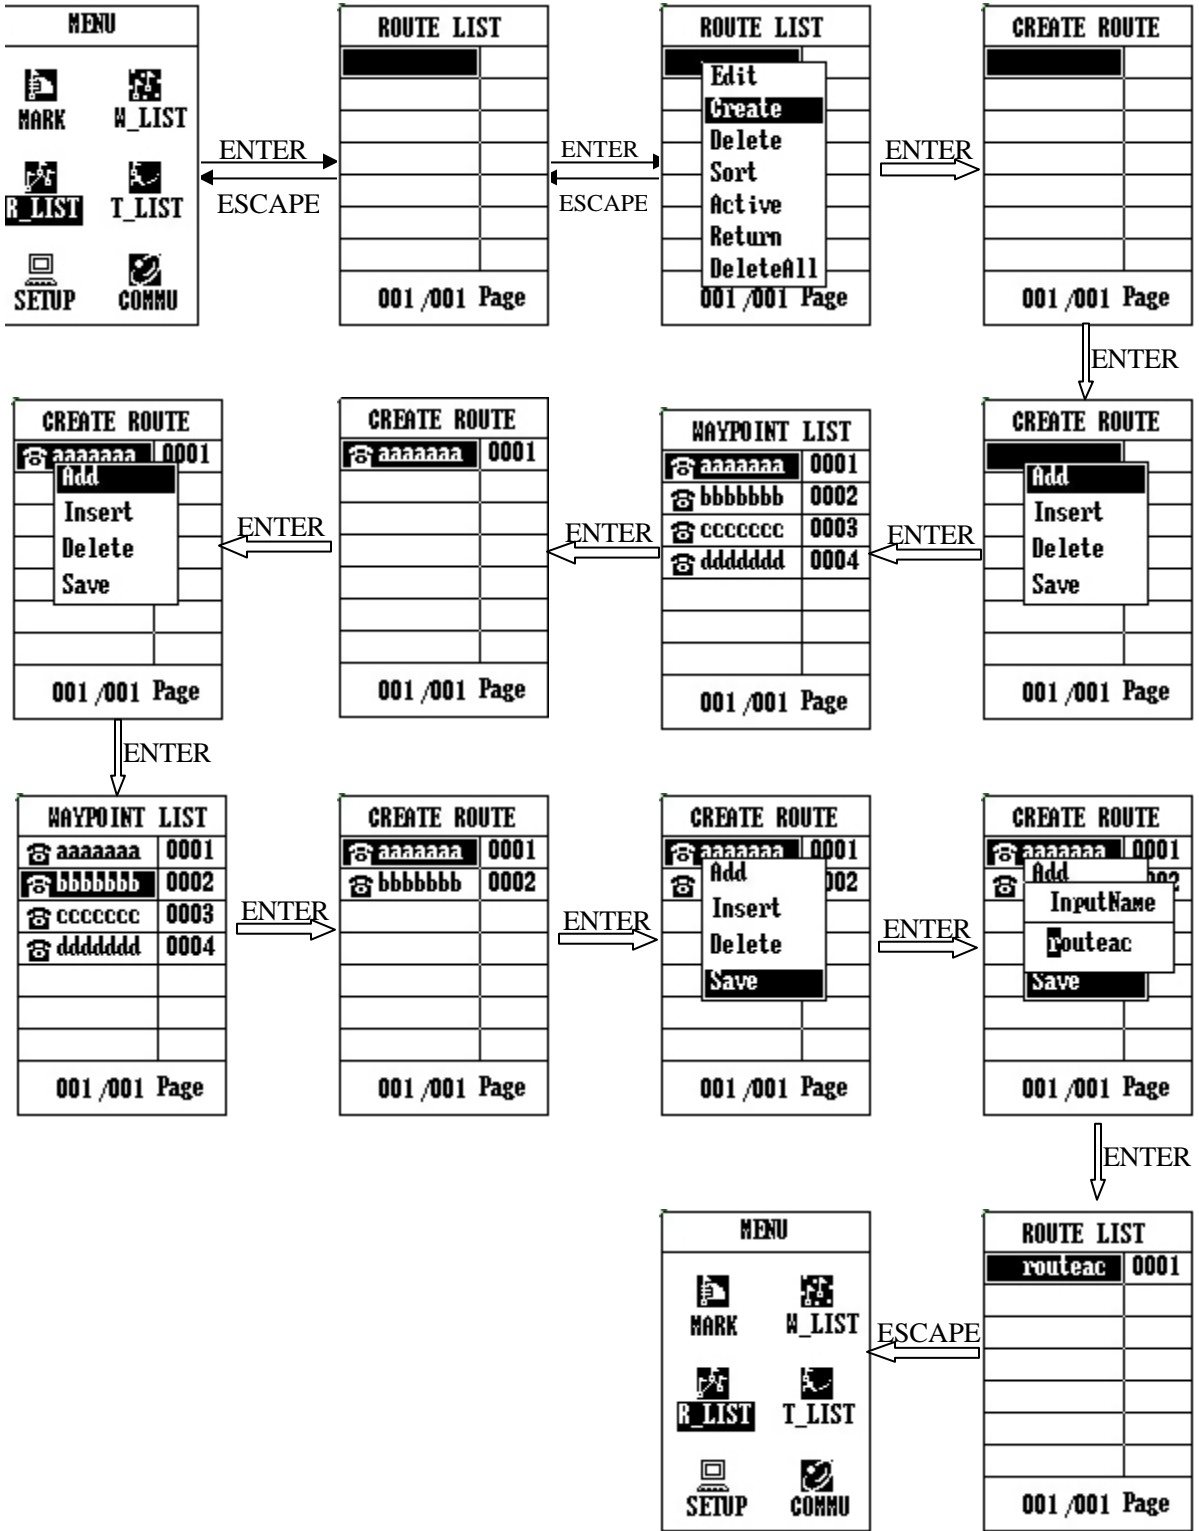 MENU
MARK W_LIST
R_LIST T_LIST
SETUP COMMU
ENTER
ESCAPE
ROUTE LIST
001/001 Page
ENTER
ESCAPE
ROUTE LIST
Edit
Create
Delete
Sort
Active
Return
DeleteAll
001/001 Page
ENTER
CREATE ROUTE
001/001 Page
ENTER
CREATE ROUTE
Add
Insert
Delete
Save
001/001 Page
ENTER
WAYPOINT LIST
aaaaaaa 0001
bbbbbbb 0002
ccccccc 0003
ddddddd 0004
001/001 Page
ENTER
CREATE ROUTE
aaaaaaa 0001
001/001 Page
ENTER
CREATE ROUTE
aaaaaaa 0001
Add
Insert
Delete
Save
001/001 Page
ENTER
WAYPOINT LIST
aaaaaaa 0001
bbbbbbb 0002
ccccccc 0003
ddddddd 0004
001/001 Page
ENTER
CREATE ROUTE
aaaaaaa 0001
bbbbbbb 0002
001/001 Page
ENTER
CREATE ROUTE
aaaaaaa 0001
Add 002
Insert
Delete
Save
001/001 Page
ENTER
CREATE ROUTE
aaaaaaa 0001
Add 002
InputName
routeac
Save
001/001 Page
ENTER
ROUTE LIST
routeac 0001
001/001 Page
ESCAPE
MENU
MARK W_LIST
R_LIST T_LIST
SETUP COMMU